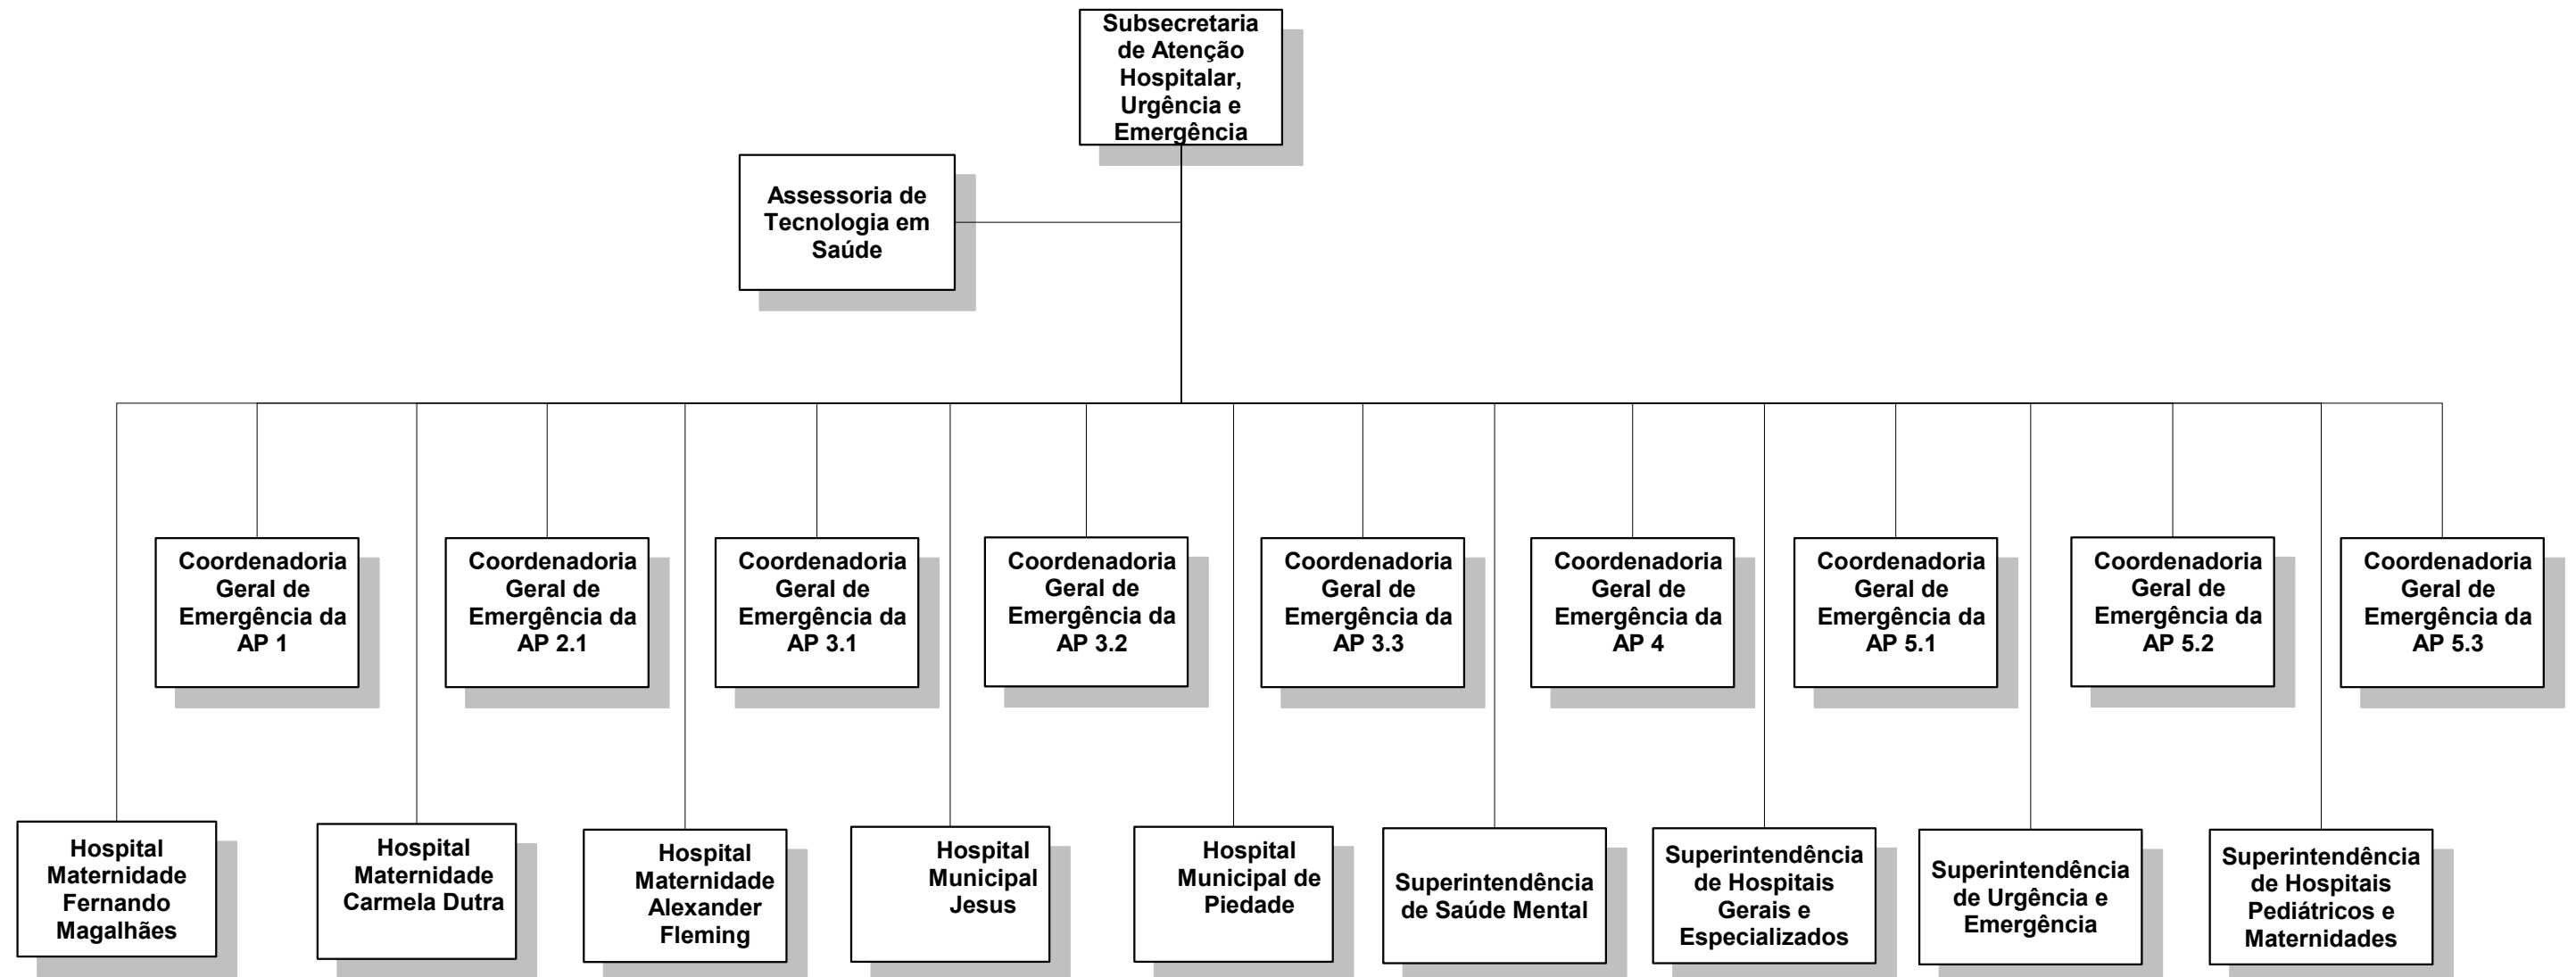 Subsecretaria
de Atenção
Hospitalar,
Urgência e
Emergência
Assessoria de
Tecnologia em
Saúde
Coordenadoria
Geral de
Emergência da
AP 1
Coordenadoria
Geral de
Emergência da
AP 2.1
Coordenadoria
Geral de
Emergência da
AP 3.1
Coordenadoria
Geral de
Emergência da
AP 3.2
Coordenadoria
Geral de
Emergência da
AP 3.3
Coordenadoria
Geral de
Emergência da
AP 4
Coordenadoria
Geral de
Emergência da
AP 5.1
Coordenadoria
Geral de
Emergência da
AP 5.2
Coordenadoria
Geral de
Emergência da
AP 5.3
Hospital
Maternidade
Fernando
Magalhães
Hospital
Maternidade
Carmela Dutra
Hospital
Maternidade
Alexander
Fleming
Hospital
Municipal
Jesus
Hospital
Municipal de
Piedade
Superintendência
de Saúde Mental
Superintendência
de Hospitais
Gerais e
Especializados
Superintendência
de Urgência e
Emergência
Superintendência
de Hospitais
Pediátricos e
Maternidades